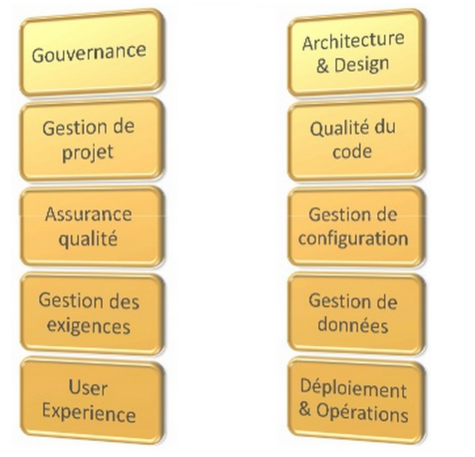 Gouvernance
Gestion de
projet
Assurance
qualité
Gestion des
exigences
User
Experience
Architecture
& Design
Qualité du
code
Gestion de
configuration
Gestion de
données
Déploiement
& Opérations